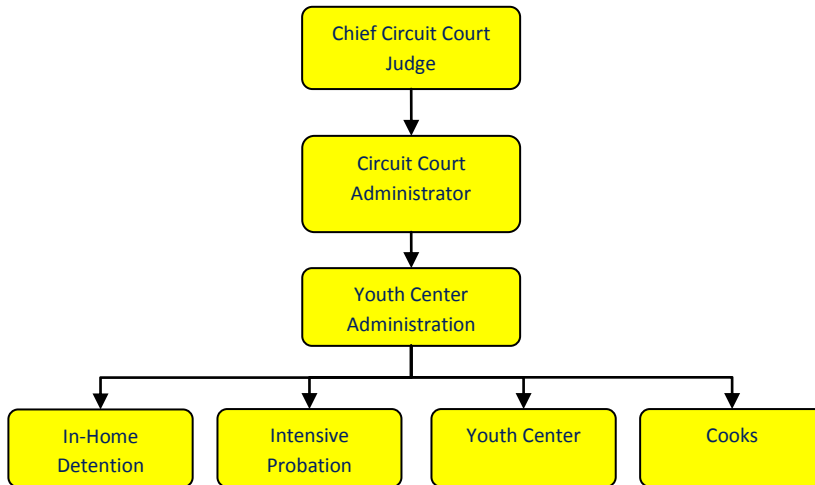 Chief Circuit Court
Judge
Circuit Court
Administrator
Youth Center
Administration
In-Home
Detention
Intensive
Probation
Youth Center
Cooks